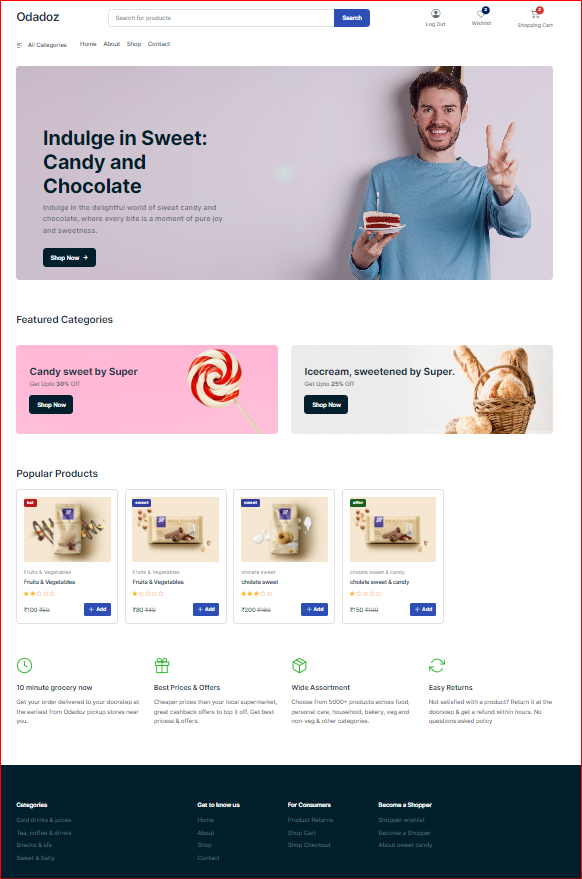 Odadoz
Search for products
Search
2
2
Log Out
Wishlist
Shopping Cart
All Categories
Home
About
Shop
Contact
Indulge in Sweet:
Candy and
Chocolate
Indulge in the delightful world of sweet candy and
chocolate, where every bite is a moment of pure joy
and sweetness.
Shop Now →
Featured Categories
Candy sweet by Super
Get Upto 30% Off
Shop Now
Icecream, sweetened by Super.
Get Upto 25% Off
Shop Now
Popular Products
hot
Fruits & Vegetables
Fruits & Vegetables
₹100 ₹50
+ Add
sweet
Fruits & Vegetables
Fruits & Vegetables
₹80 ₹40
+ Add
sweet
cholate sweet
cholate sweet
₹200 ₹160
+ Add
offer
cholate sweet & candy
cholate sweet & candy
₹150 ₹100
+ Add
10 minute grocery now
Get your order delivered to your doorstep at
the earliest from Odadoz pickup stores near
you.
Best Prices & Offers
Cheaper prices than your local supermarket,
great cashback offers to top it off. Get best
pricess & offers.
Wide Assortment
Choose from 5000+ products across food,
personal care, household, bakery, veg and
non-veg & other categories.
Easy Returns
Not satisfied with a product? Return it at the
doorstep & get a refund within hours. No
questions asked policy
Categories
Cold drinks & juices
Tea, coffee & drinks
Snacks & sfx
Sweet & Salty
Get to know us
Home
About
Shop
Contact
For Consumers
Product Returns
Shop Cart
Shop Checkout
Become a Shopper
Shopper wishlist
Become a Shopper
About sweet candy